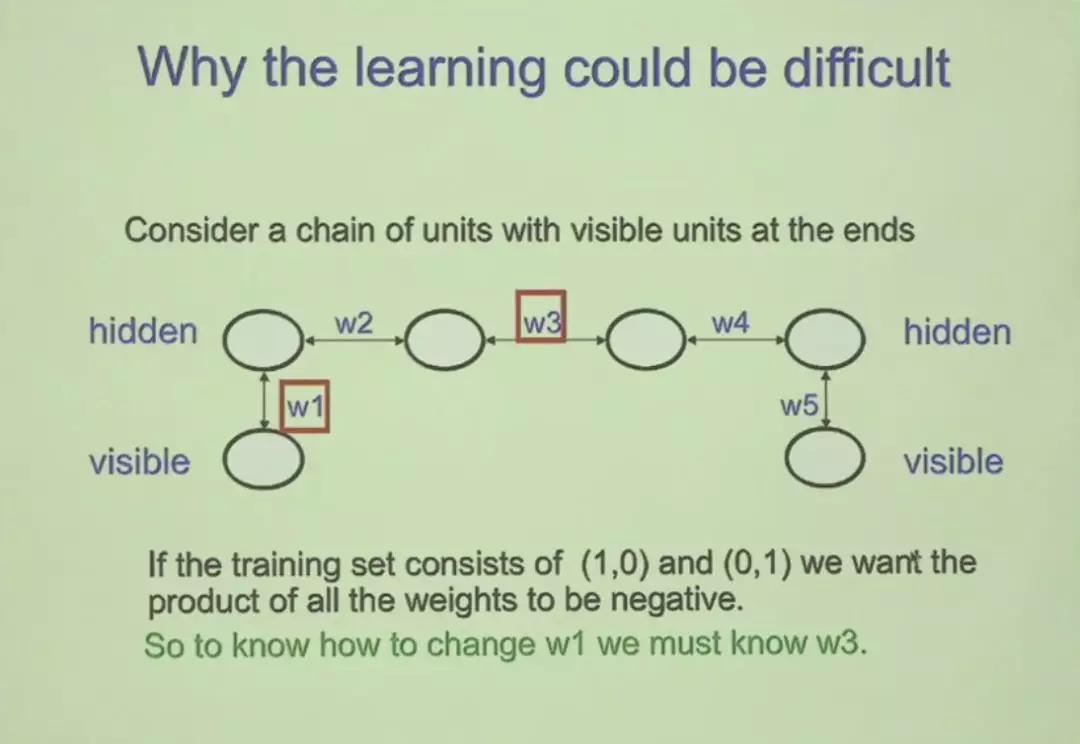 Why the learning could be difficult
Consider a chain of units with visible units at the ends
hidden w2 w3 w4 hidden
w1 w5
visible visible
If the training set consists of (1,0) and (0,1) we want the
product of all the weights to be negative.
So to know how to change w1 we must know w3.